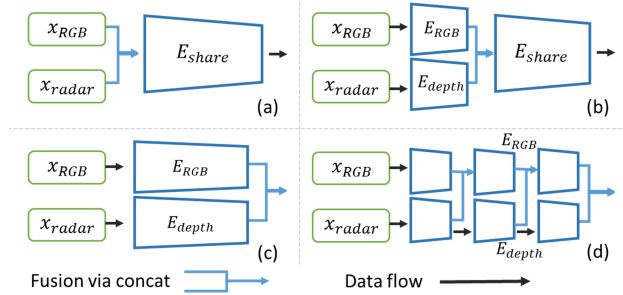 x_RGB
x_radar
E_share
(a)
x_RGB
x_radar
E_RGB
E_depth
E_share
(b)
x_RGB
x_radar
E_RGB
E_depth
(c)
x_RGB
x_radar
E_RGB
E_depth
(d)
Fusion via concat
Data flow